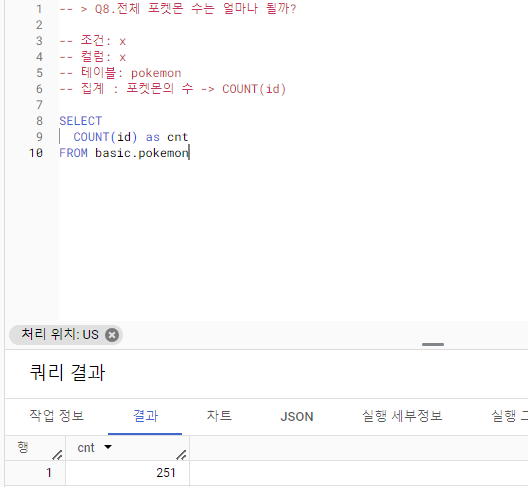 1 -- > Q8.전체 포켓몬 수는 얼마나 될까?
2
3 -- 조건: x
4 -- 컬럼: x
5 -- 테이블: pokemon
6 -- 집계 : 포켓몬의 수 -> COUNT(id)
7
8 SELECT
9 COUNT(id) as cnt
10 FROM basic.pokemon
처리 위치: US
쿼리 결과
작업 정보 결과 차트 JSON 실행 세부정보 실행
행 cnt
1 251